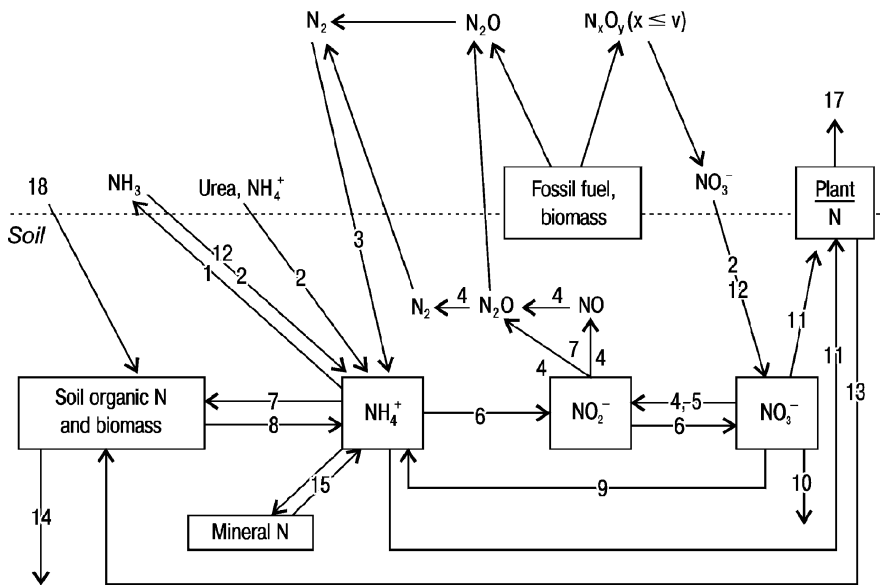 N₂
N₂O
NₓOᵧ (x ≤ v)
17
18
NH₃
Urea, NH₄⁺
Fossil fuel,
biomass
NO₃⁻
Plant
N
Soil
12
1
2
2
3
2
12
N₂
4
N₂O
4
NO
11
11
13
7
4
4
Soil organic N
and biomass
7
8
NH₄⁺
6
NO₂⁻
4,-5
6
NO₃⁻
15
9
10
14
Mineral N